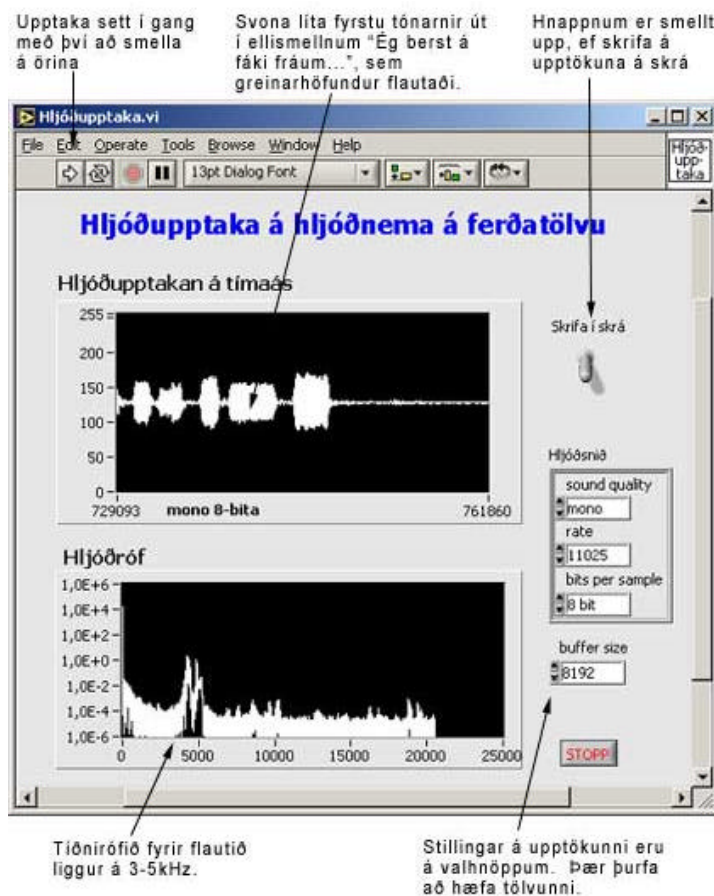 Upptaka sett í gang
með því að smella
á örina
Svona líta fyrstu tónarnir út
í ellismellnum “Ég berst á
fáki fráum...”, sem
greinarhöfundur flautaði.
Hnappnum er smellt
upp, ef skrifa á
upptökuna á skrá
Hljóðupptaka.vi
File Edit Operate Tools Browse Window Help
13pt Dialog Font
Hljóð-
upp-
taka
Hljóðupptaka á hljóðnema á ferðatölvu
Hljóðupptakan á tímaás
255
200
150
100
50
0
729093 mono 8-bita 761860
Skrifa í skrá
Hljóðsnið
sound quality
mono
rate
11025
bits per sample
8 bit
buffer size
8192
STOPP
Hljóðróf
1,0E+6
1,0E+4
1,0E+2
1,0E+0
1,0E-2
1,0E-4
1,0E-6
0 5000 10000 15000 20000 25000
Tíðnirófið fyrir flautið
liggur á 3-5kHz.
Stillingar á upptökunni eru
á valhnöppum. Þær þurfa
að hæfa tölvunni.